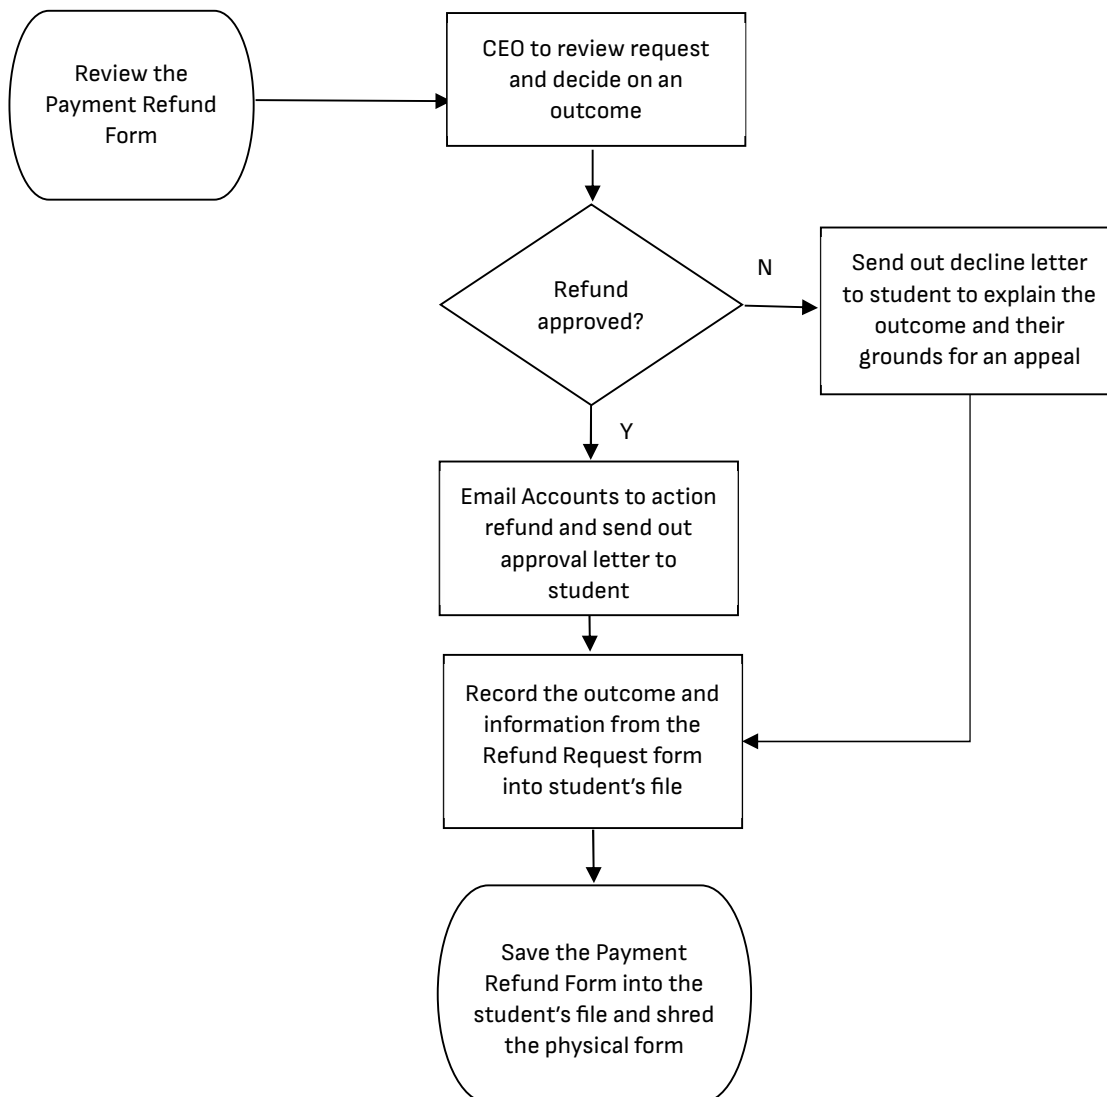 Review the
Payment Refund
Form
CEO to review request
and decide on an
outcome
Refund
approved?
N
Send out decline letter
to student to explain the
outcome and their
grounds for an appeal
Y
Email Accounts to action
refund and send out
approval letter to
student
Record the outcome and
information from the
Refund Request form
into student’s file
Save the Payment
Refund Form into the
student’s file and shred
the physical form